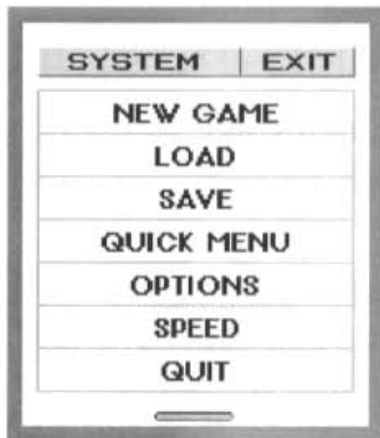 SYSTEM EXIT
NEW GAME
LOAD
SAVE
QUICK MENU
OPTIONS
SPEED
QUIT